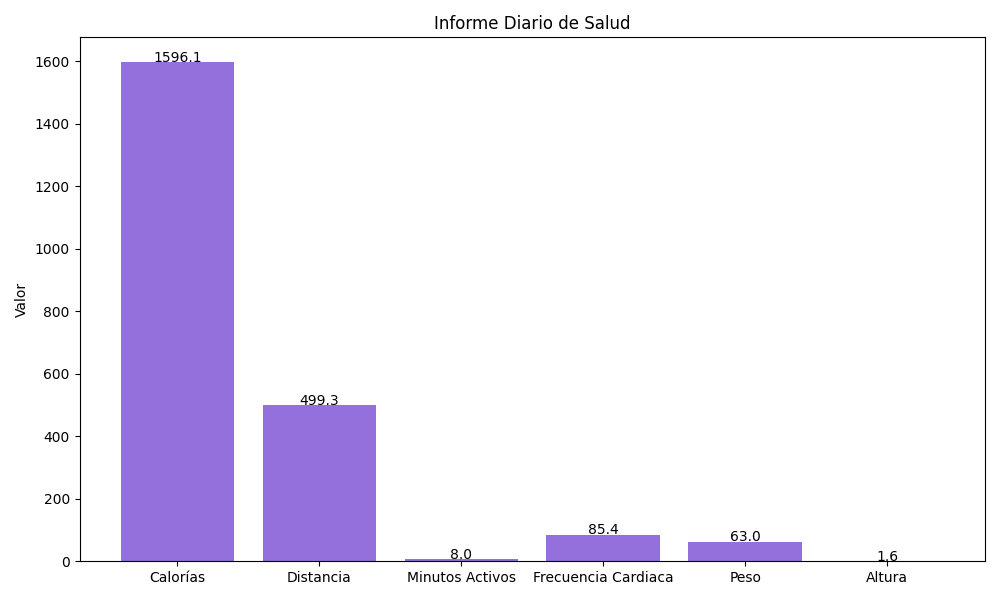 Informe Diario de Salud
Valor
1600
1400
1200
1000
800
600
400
200
0
1596.1
499.3
8.0
85.4
63.0
1.6
Calorías
Distancia
Minutos Activos
Frecuencia Cardiaca
Peso
Altura